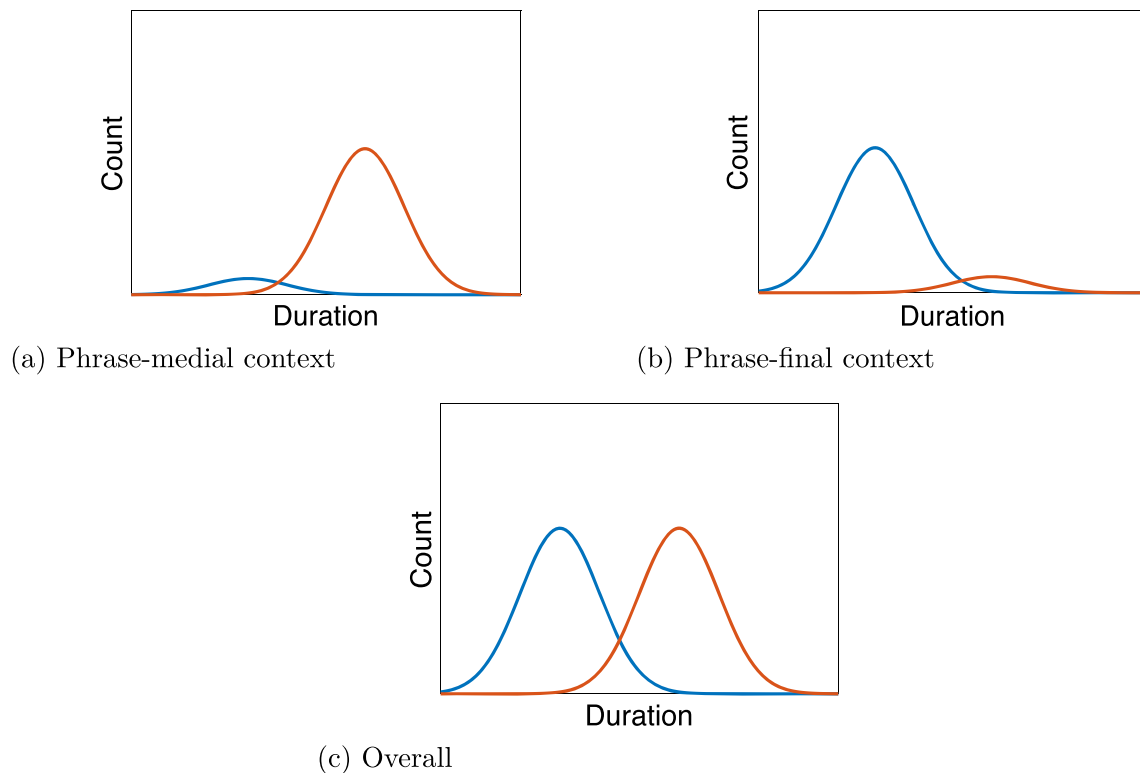 Count
Duration
(a) Phrase-medial context
Count
Duration
(b) Phrase-final context
Count
Duration
(c) Overall